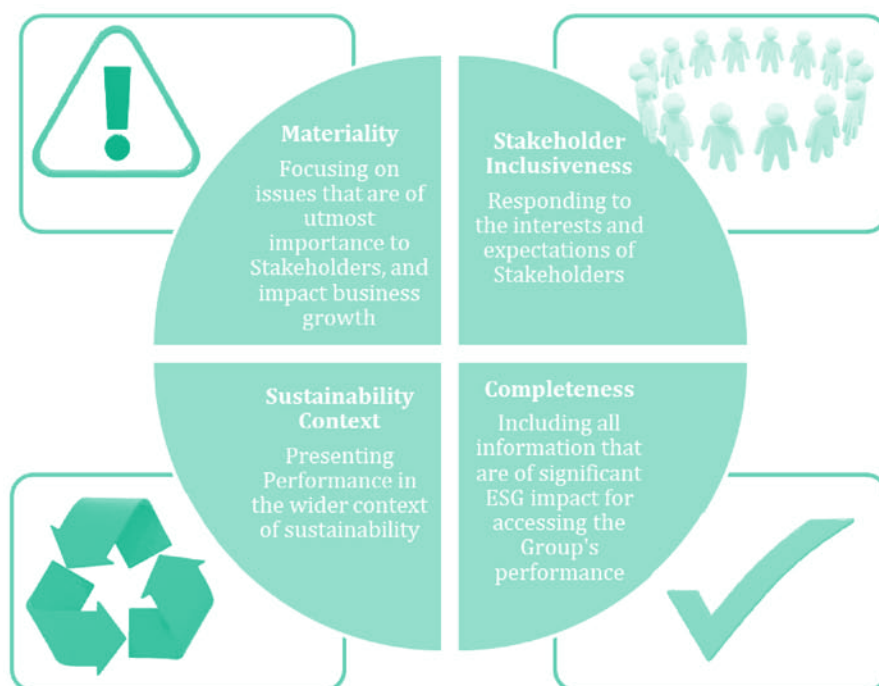 Materiality
Focusing on
issues that are of
utmost
importance to
Stakeholders, and
impact business
growth
Stakeholder
Inclusiveness
Responding to
the interests and
expectations of
Stakeholders
Sustainability
Context
Presenting
Performance in
the wider context
of sustainability
Completeness
Including all
information that
are of significant
ESG impact for
accessing the
Group's
performance